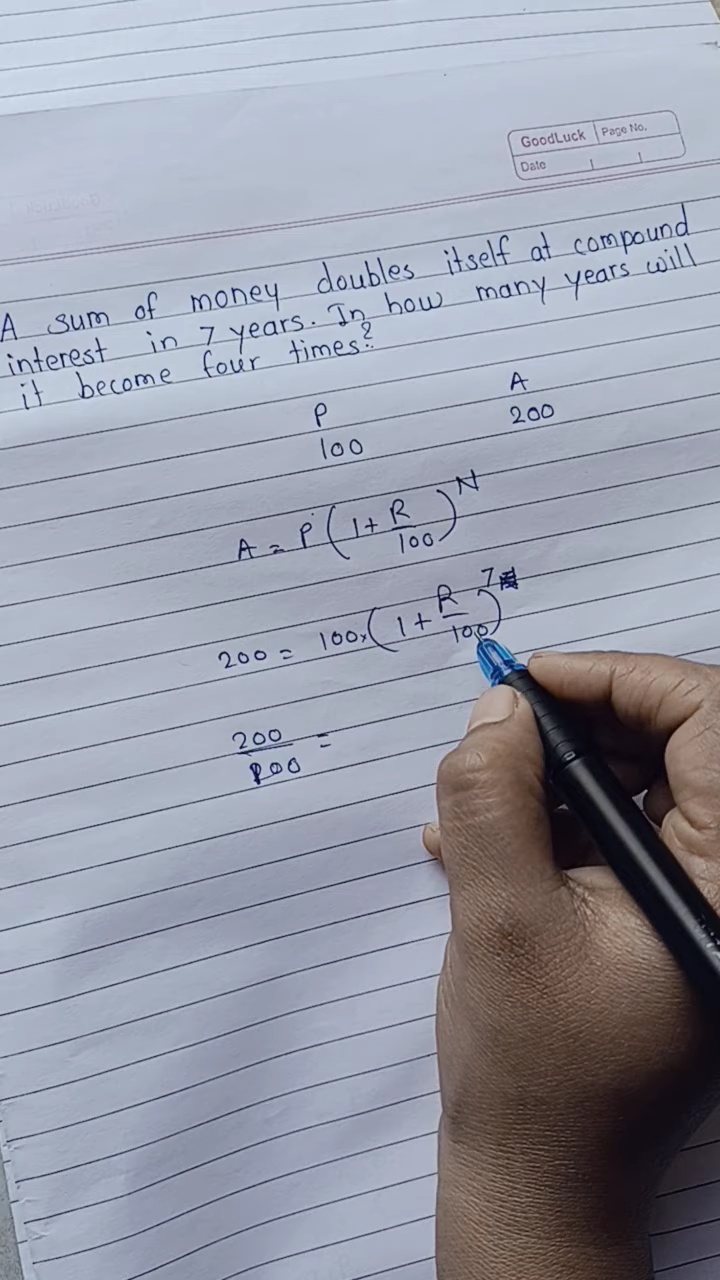 GoodLuck Page No.
Date
A sum of money doubles itself at compound
interest in 7 years. In how many years will
it become four times?
P A
100 200
A = P(1+R/100)^N
200 = 100×(1+R/100)^7
200/100 =